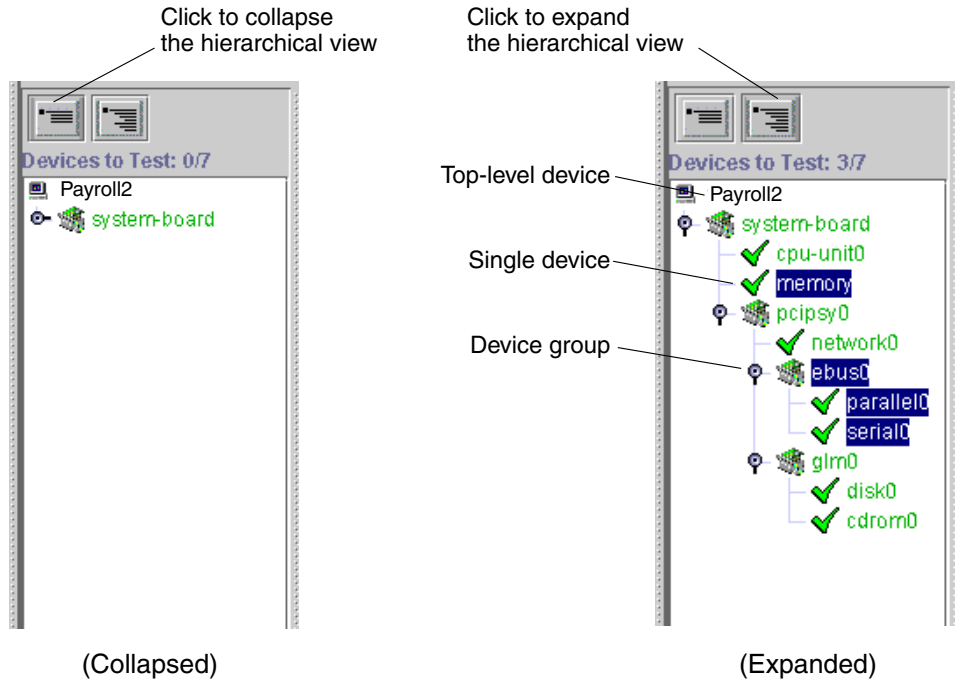 Click to collapse
the hierarchical view
Click to expand
the hierarchical view
Devices to Test: 0/7
Payroll2
system-board
Devices to Test: 3/7
Top-level device
Payroll2
system-board
cpu-unit0
Single device
memory
pcipsy0
network0
Device group
ebus0
parallel0
serial0
glm0
disk0
cdrom0
(Collapsed)
(Expanded)